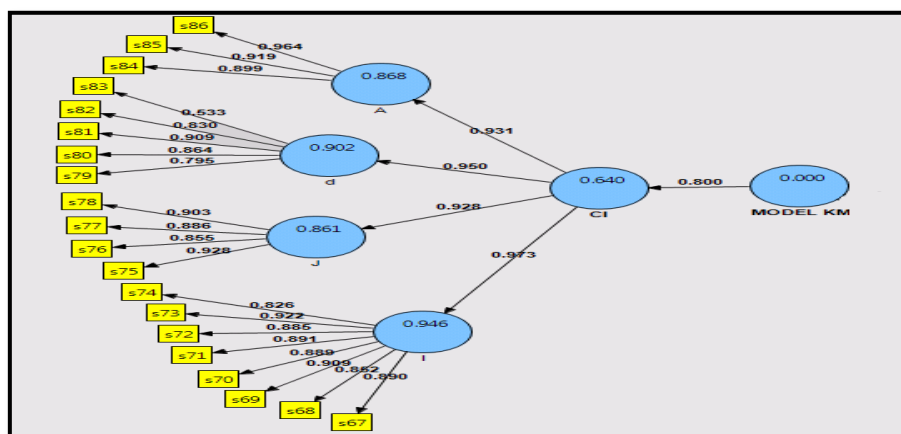 s86
s85
s84
s83
s82
s81
s80
s79
s78
s77
s76
s75
s74
s73
s72
s71
s70
s69
s68
s67
0.964
0.919
0.899
0.533
0.830
0.909
0.864
0.795
0.903
0.886
0.855
0.928
0.826
0.922
0.885
0.891
0.889
0.909
0.852
0.890
0.868
A
0.902
d
0.861
J
0.946
I
0.931
0.950
0.928
0.973
0.640
CI
0.800
0.000
MODEL KM